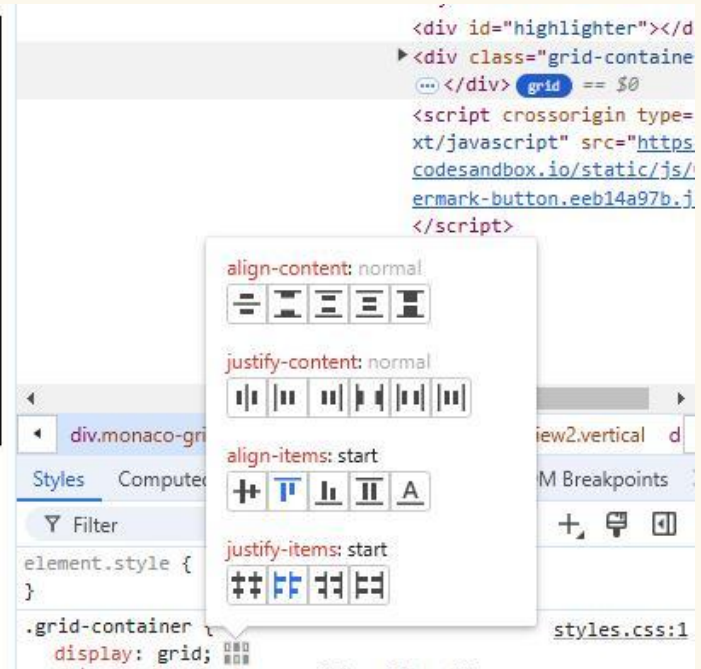 <div id="highlighter"></d
<div class="grid-containe
</div> grid == $0
<script crossorigin type=
xt/javascript" src="https
codesandbox.io/static/js/
ermark-button.eeb14a97b.j
</script>
align-content: normal
justify-content: normal
align-items: start
A
justify-items: start
div.monaco-gri iew2.vertical d
Styles Computed M Breakpoints
Filter
element.style {
}
.grid-container { styles.css:1
display: grid;